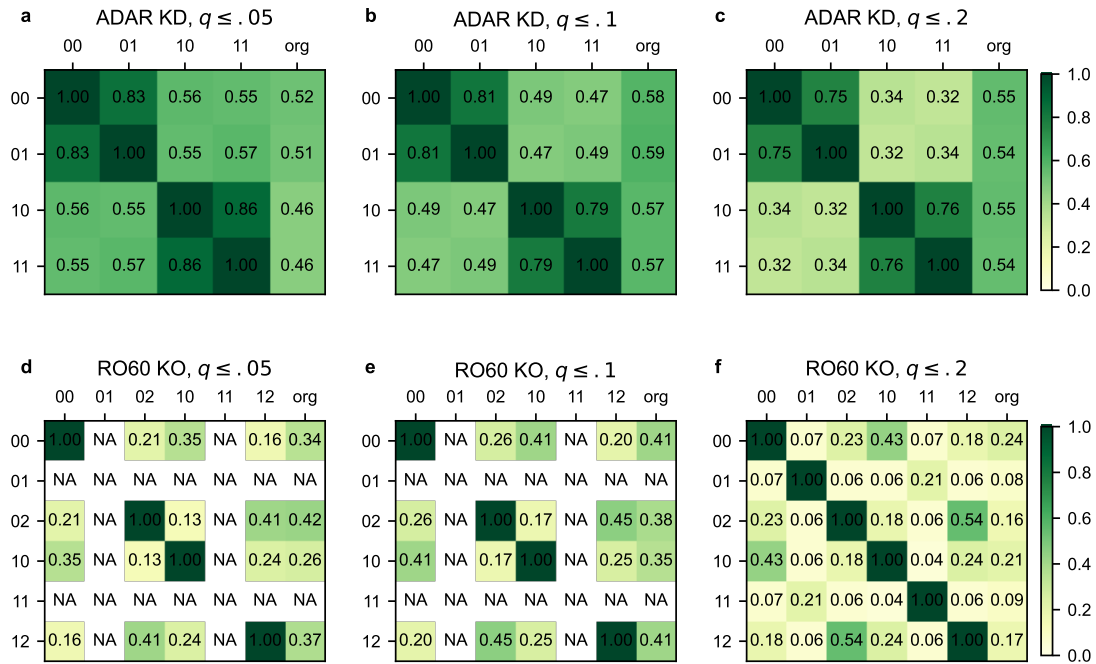 a ADAR KD, q ≤ .05
00 01 10 11 org
00 1.00 0.83 0.56 0.55 0.52
01 0.83 1.00 0.55 0.57 0.51
10 0.56 0.55 1.00 0.86 0.46
11 0.55 0.57 0.86 1.00 0.46
b ADAR KD, q ≤ .1
00 01 10 11 org
1.00 0.81 0.49 0.47 0.58
0.81 1.00 0.47 0.49 0.59
0.49 0.47 1.00 0.79 0.57
0.47 0.49 0.79 1.00 0.57
c ADAR KD, q ≤ .2
00 01 10 11 org
1.00 0.75 0.34 0.32 0.55
0.75 1.00 0.32 0.34 0.54
0.34 0.32 1.00 0.76 0.55
0.32 0.34 0.76 1.00 0.54
1.0
0.8
0.6
0.4
0.2
0.0
d RO60 KO, q ≤ .05
00 01 02 10 11 12 org
00 1.00 NA 0.21 0.35 NA 0.16 0.34
01 NA NA NA NA NA NA NA
02 0.21 NA 1.00 0.13 NA 0.41 0.42
10 0.35 NA 0.13 1.00 NA 0.24 0.26
11 NA NA NA NA NA NA NA
12 0.16 NA 0.41 0.24 NA 1.00 0.37
e RO60 KO, q ≤ .1
00 01 02 10 11 12 org
00 1.00 NA 0.26 0.41 NA 0.20 0.41
01 NA NA NA NA NA NA NA
02 0.26 NA 1.00 0.17 NA 0.45 0.38
10 0.41 NA 0.17 1.00 NA 0.25 0.35
11 NA NA NA NA NA NA NA
12 0.20 NA 0.45 0.25 NA 1.00 0.41
f RO60 KO, q ≤ .2
00 01 02 10 11 12 org
00 1.00 0.07 0.23 0.43 0.07 0.18 0.24
01 0.07 1.00 0.06 0.06 0.21 0.06 0.08
02 0.23 0.06 1.00 0.18 0.06 0.54 0.16
10 0.43 0.06 0.18 1.00 0.04 0.24 0.21
11 0.07 0.21 0.06 0.04 1.00 0.06 0.09
12 0.18 0.06 0.54 0.24 0.06 1.00 0.17
1.0
0.8
0.6
0.4
0.2
0.0